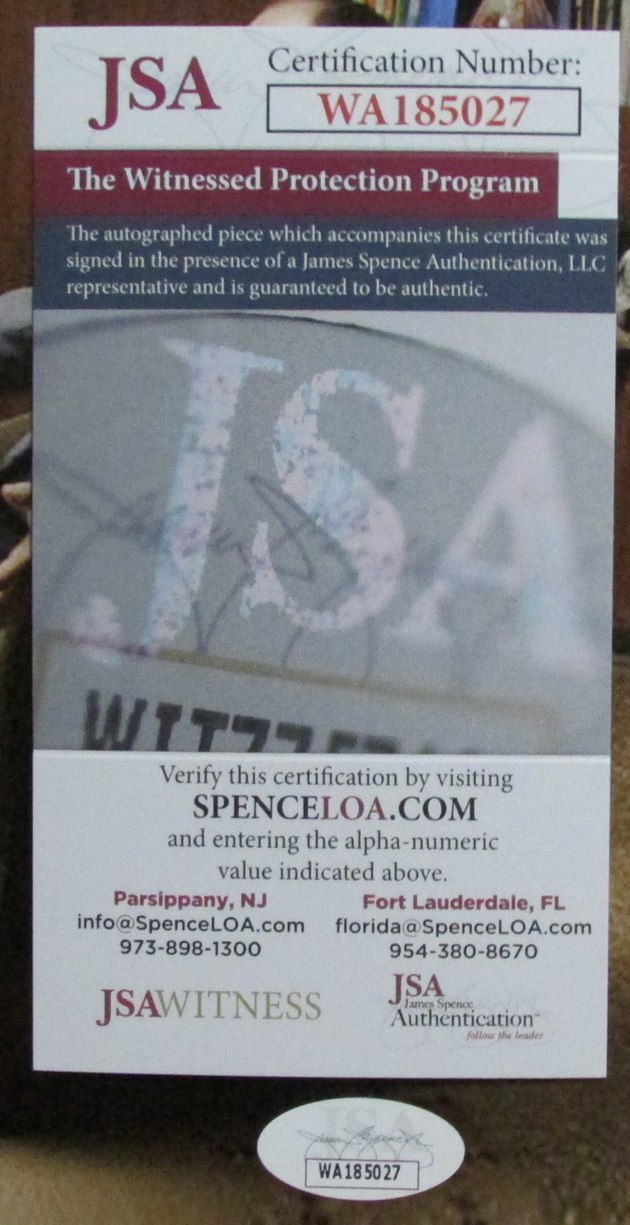 JSA
Certification Number:
WA185027
The Witnessed Protection Program
The autographed piece which accompanies this certificate was
signed in the presence of a James Spence Authentication, LLC
representative and is guaranteed to be authentic.
JSA
Verify this certification by visiting
SPENCELOA.COM
and entering the alpha-numeric
value indicated above.
Parsippany, NJ
info@SpenceLOA.com
973-898-1300
Fort Lauderdale, FL
florida@SpenceLOA.com
954-380-8670
JSAWITNESS
JSA
James Spence
Authentication™
follow the leader
JSA
WA185027